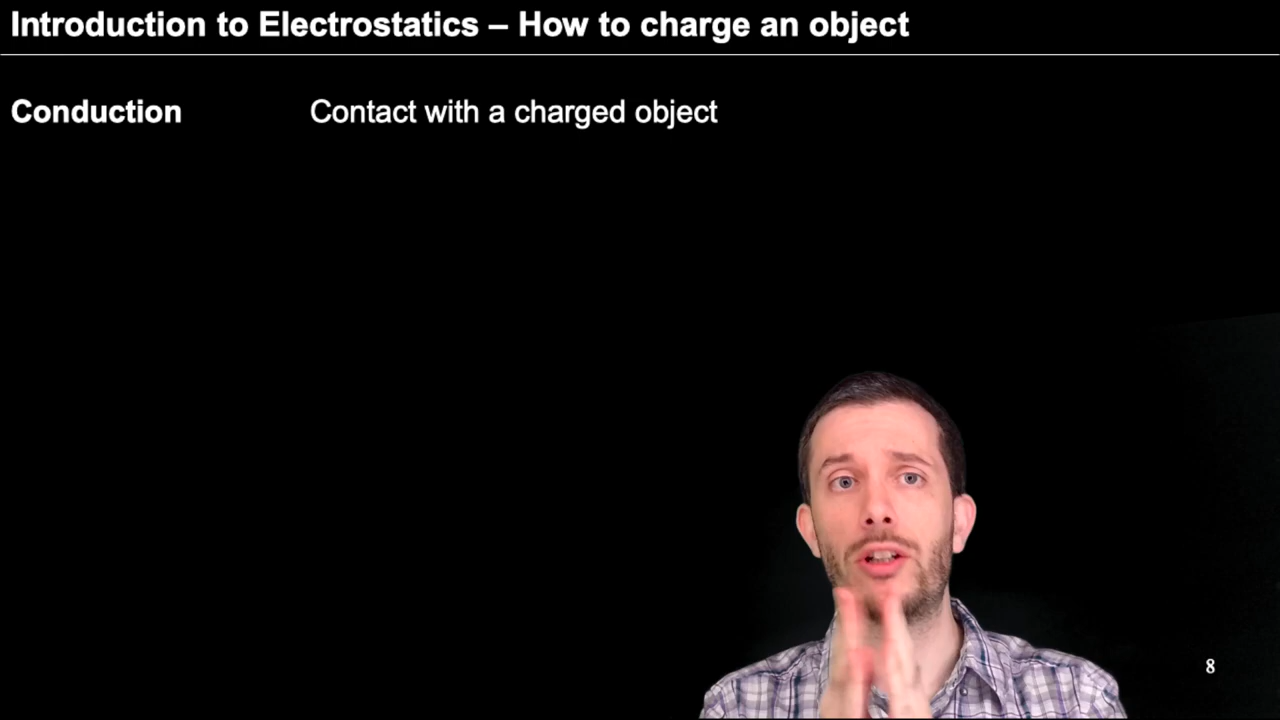 Introduction to Electrostatics – How to charge an object
Conduction Contact with a charged object
8